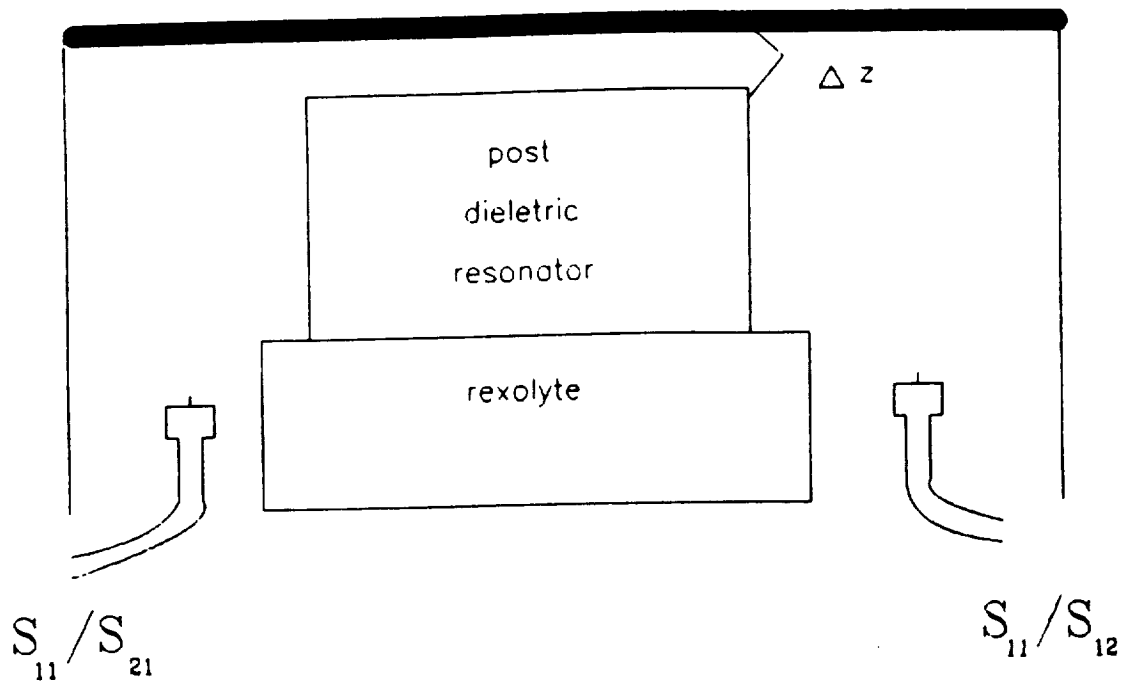 △ z
post
dieletric
resonator
rexolyte
S₁₁/S₂₁
S₁₁/S₁₂